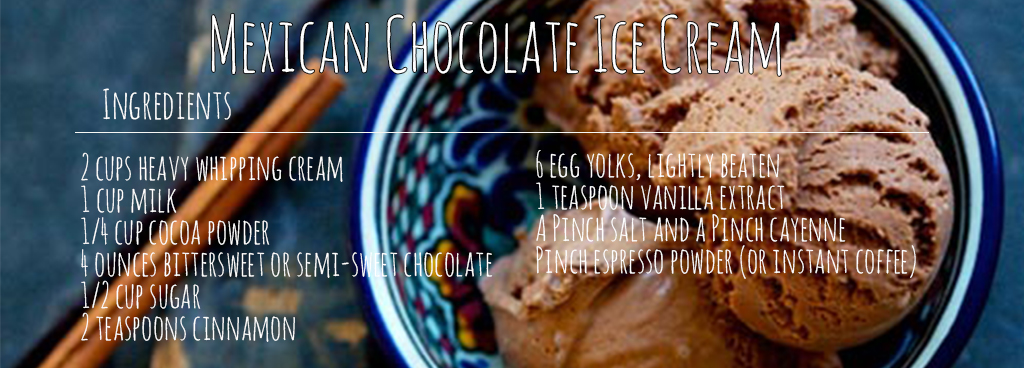 Mexican Chocolate Ice Cream
Ingredients
2 cups heavy whipping cream
1 cup milk
1/4 cup cocoa powder
4 ounces bittersweet or semi-sweet chocolate
1/2 cup sugar
2 teaspoons cinnamon
6 egg yolks, lightly beaten
1 teaspoon vanilla extract
A Pinch salt and a Pinch cayenne
Pinch espresso powder (or instant coffee)